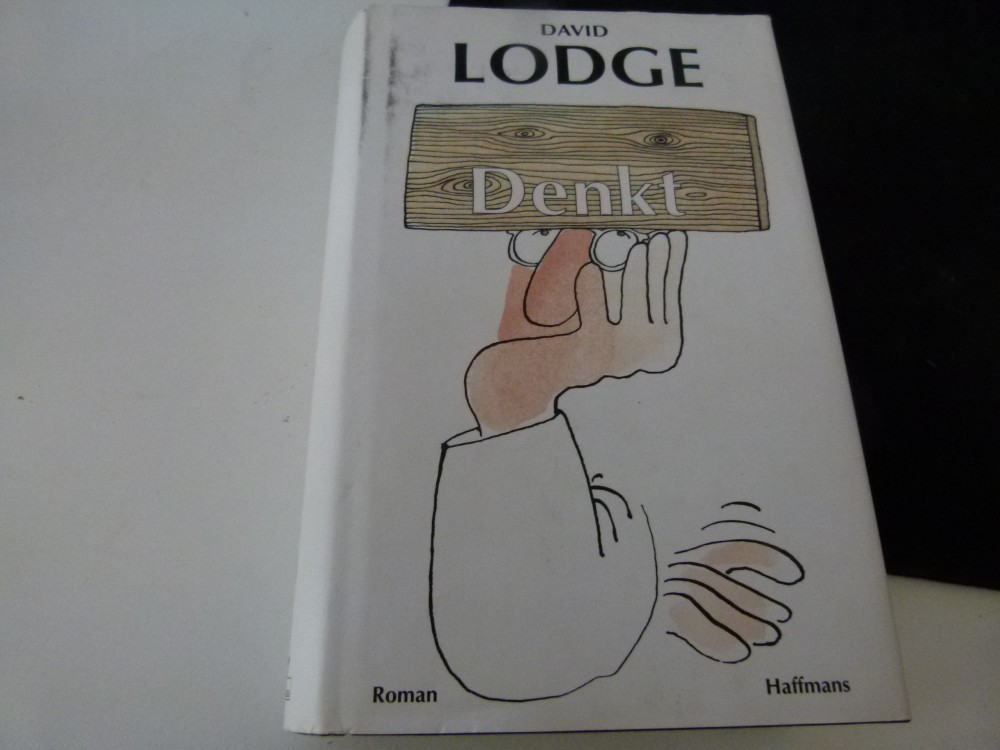 DAVID
LODGE
Denkt
Roman
Haffmans